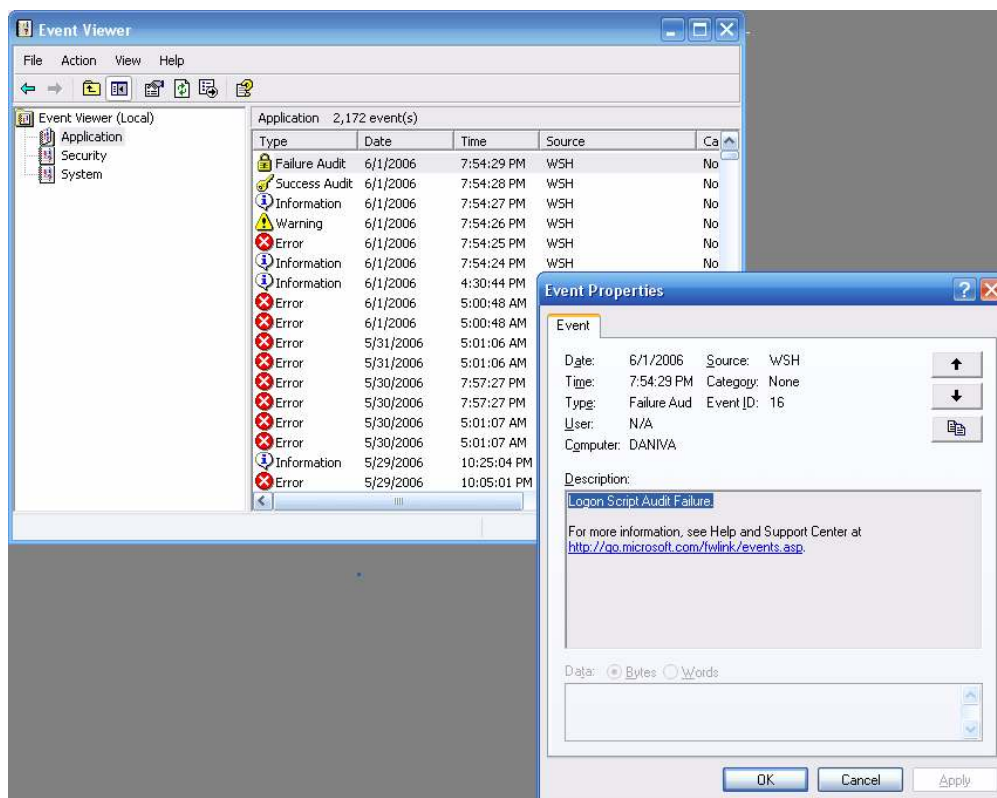 Event Viewer
File Action View Help
Event Viewer (Local)
Application
Security
System
Application 2,172 event(s)
Type Date Time Source Ca
Failure Audit 6/1/2006 7:54:29 PM WSH No
Success Audit 6/1/2006 7:54:28 PM WSH No
Information 6/1/2006 7:54:27 PM WSH No
Warning 6/1/2006 7:54:26 PM WSH No
Error 6/1/2006 7:54:25 PM WSH No
Information 6/1/2006 7:54:24 PM WSH No
Information 6/1/2006 4:30:44 PM
Error 6/1/2006 5:00:48 AM
Error 6/1/2006 5:00:48 AM
Error 5/31/2006 5:01:06 AM
Error 5/31/2006 5:01:06 AM
Error 5/30/2006 7:57:27 PM
Error 5/30/2006 7:57:27 PM
Error 5/30/2006 5:01:07 AM
Error 5/30/2006 5:01:07 AM
Information 5/29/2006 10:25:04 PM
Error 5/29/2006 10:05:01 PM
Event Properties
Event
Date: 6/1/2006 Source: WSH
Time: 7:54:29 PM Category: None
Type: Failure Aud Event ID: 16
User: N/A
Computer: DANIVA
Description:
Logon Script Audit Failure.
For more information, see Help and Support Center at
http://go.microsoft.com/fwlink/events.asp.
Data: Bytes Words
OK Cancel Apply